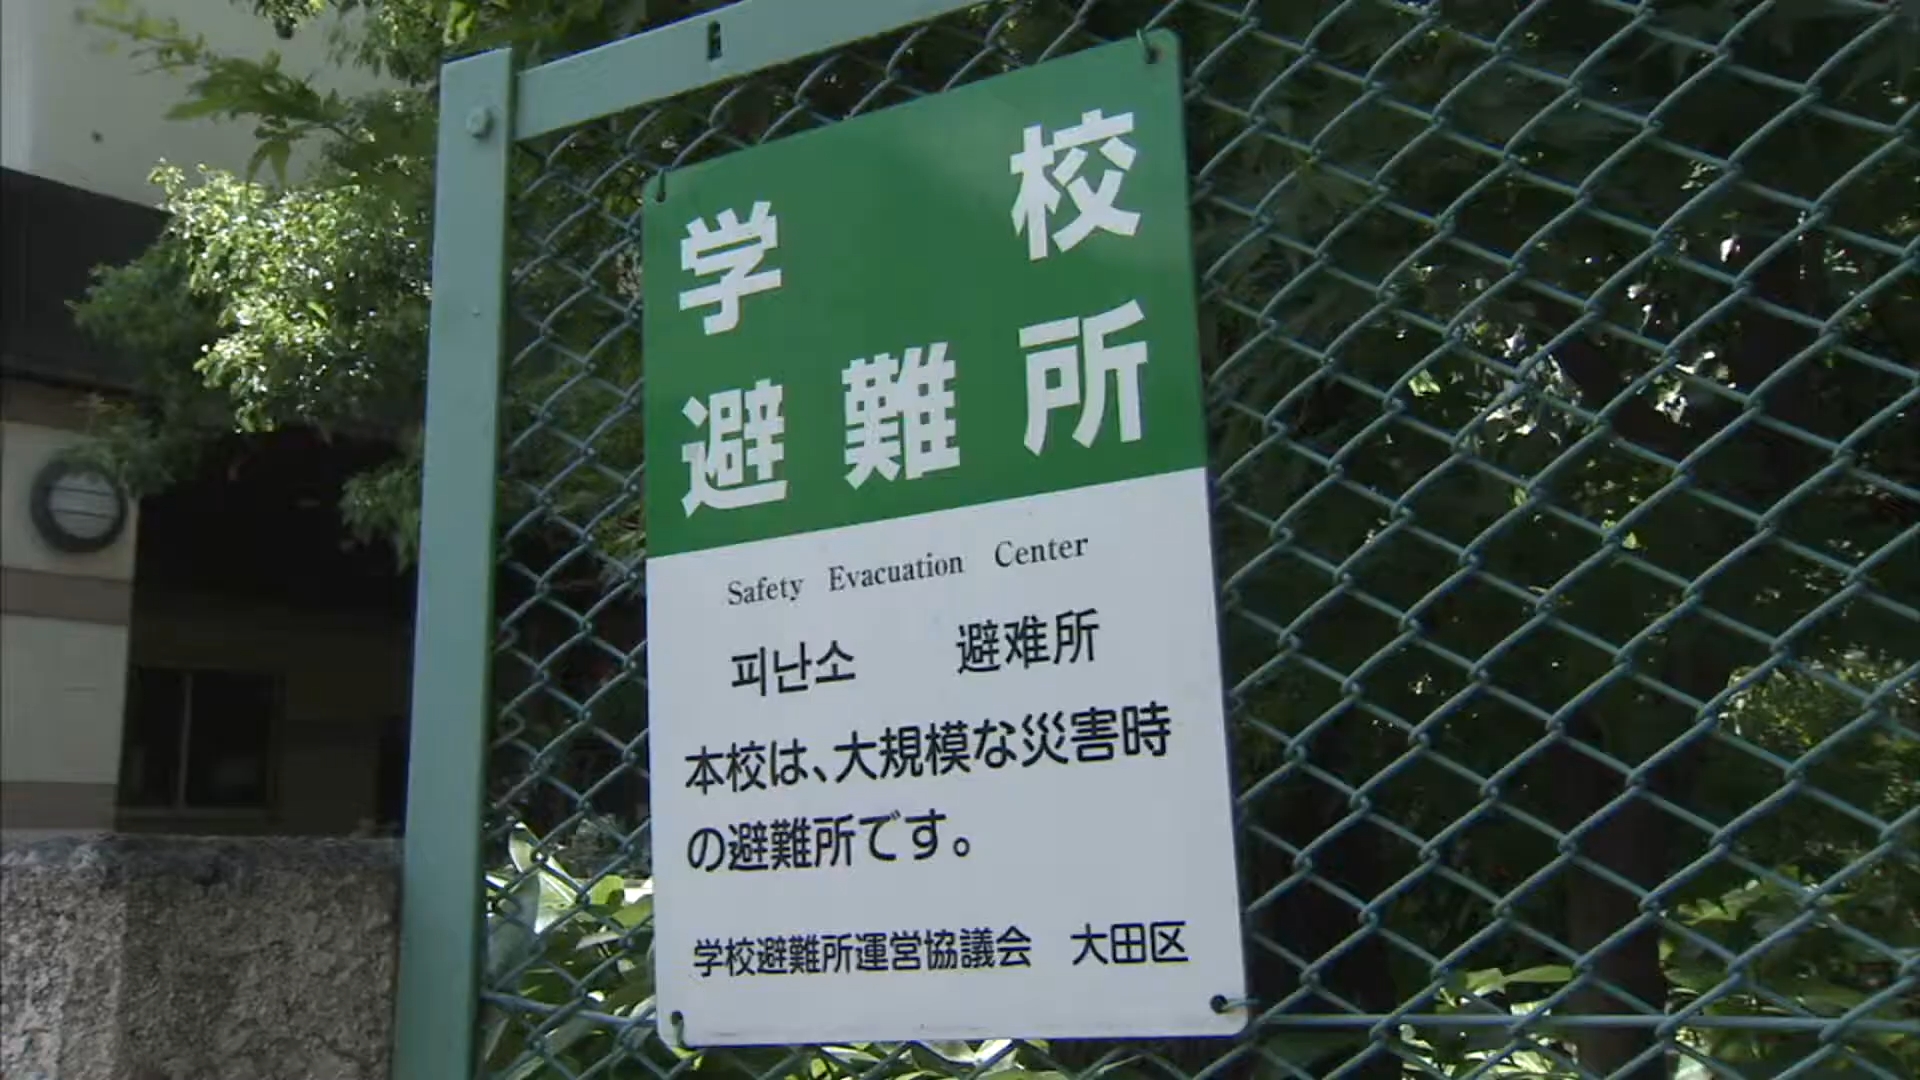 学校
避難所
Safety Evacuation Center
피난소 避难所
本校は、大規模な災害時
の避難所です。
学校避難所運営協議会 大田区